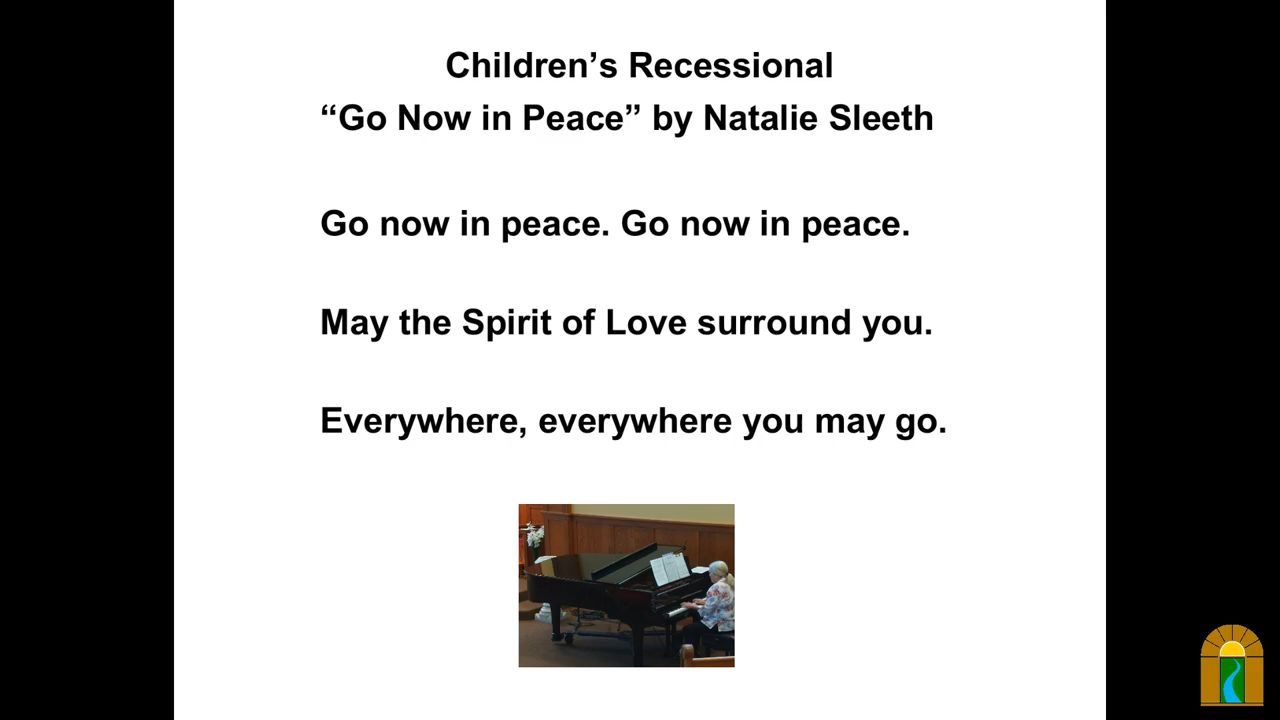 Children’s Recessional
“Go Now in Peace” by Natalie Sleeth
Go now in peace. Go now in peace.
May the Spirit of Love surround you.
Everywhere, everywhere you may go.